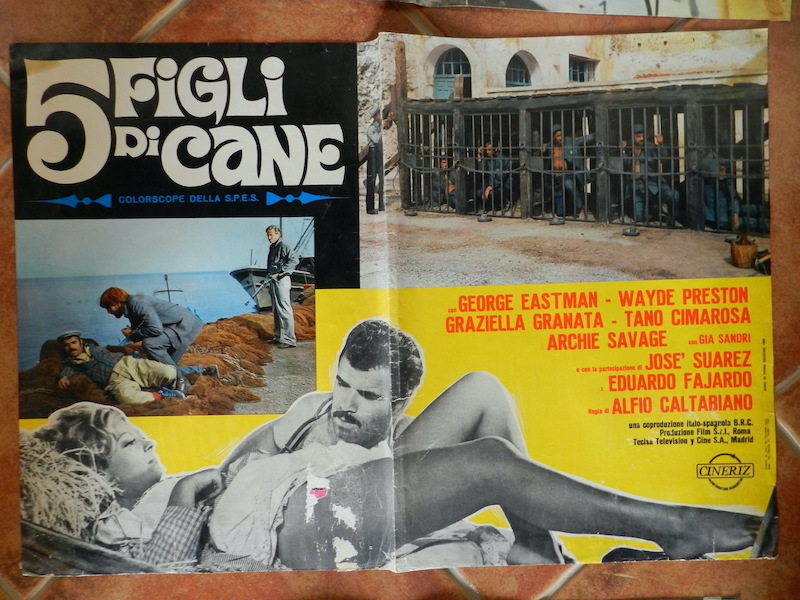 5 FIGLI
DI CANE
COLORSCOPE DELLA S.P.E.S.
con GEORGE EASTMAN - WAYDE PRESTON
GRAZIELLA GRANATA - TANO CIMAROSA
ARCHIE SAVAGE con GIA SANDRI
e con la partecipazione di JOSE' SUAREZ
e EDUARDO FAJARDO
Regia di ALFIO CALTABIANO
una coproduzione italo-spagnola B.R.C.
Produzione Film S.r.l., Roma
Tecisa Television y Cine S.A., Madrid
CINERIZ